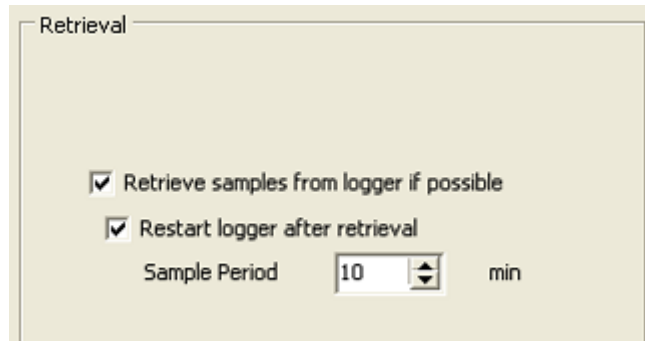 Retrieval
Retrieve samples from logger if possible
Restart logger after retrieval
Sample Period 10 min